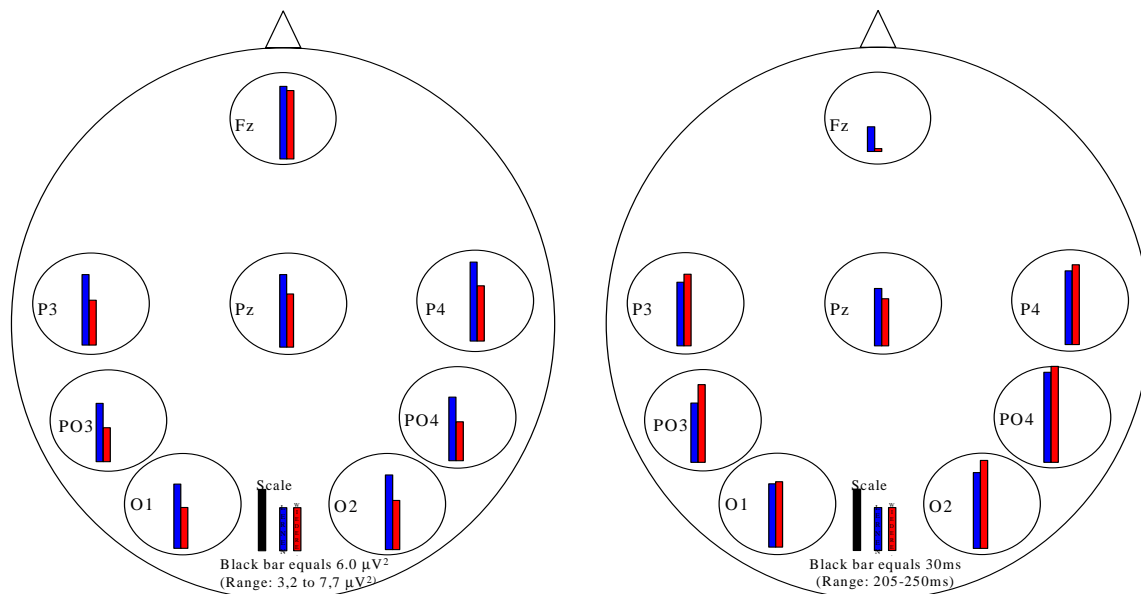 Fz
P3
Pz
P4
PO3
PO4
O1
O2
Scale
Black bar equals 6.0 µV²
(Range: 3,2 to 7,7 µV²)
Fz
P3
Pz
P4
PO3
PO4
O1
O2
Scale
Black bar equals 30ms
(Range: 205-250ms)